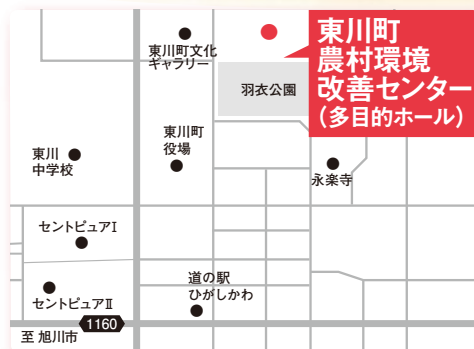 東川町
農村環境
改善センター
(多目的ホール)
東川町文化
ギャラリー
羽衣公園
東川町
役場
東川
中学校
永楽寺
セントピュアⅠ
道の駅
ひがしかわ
セントピュアⅡ
1160
至 旭川市